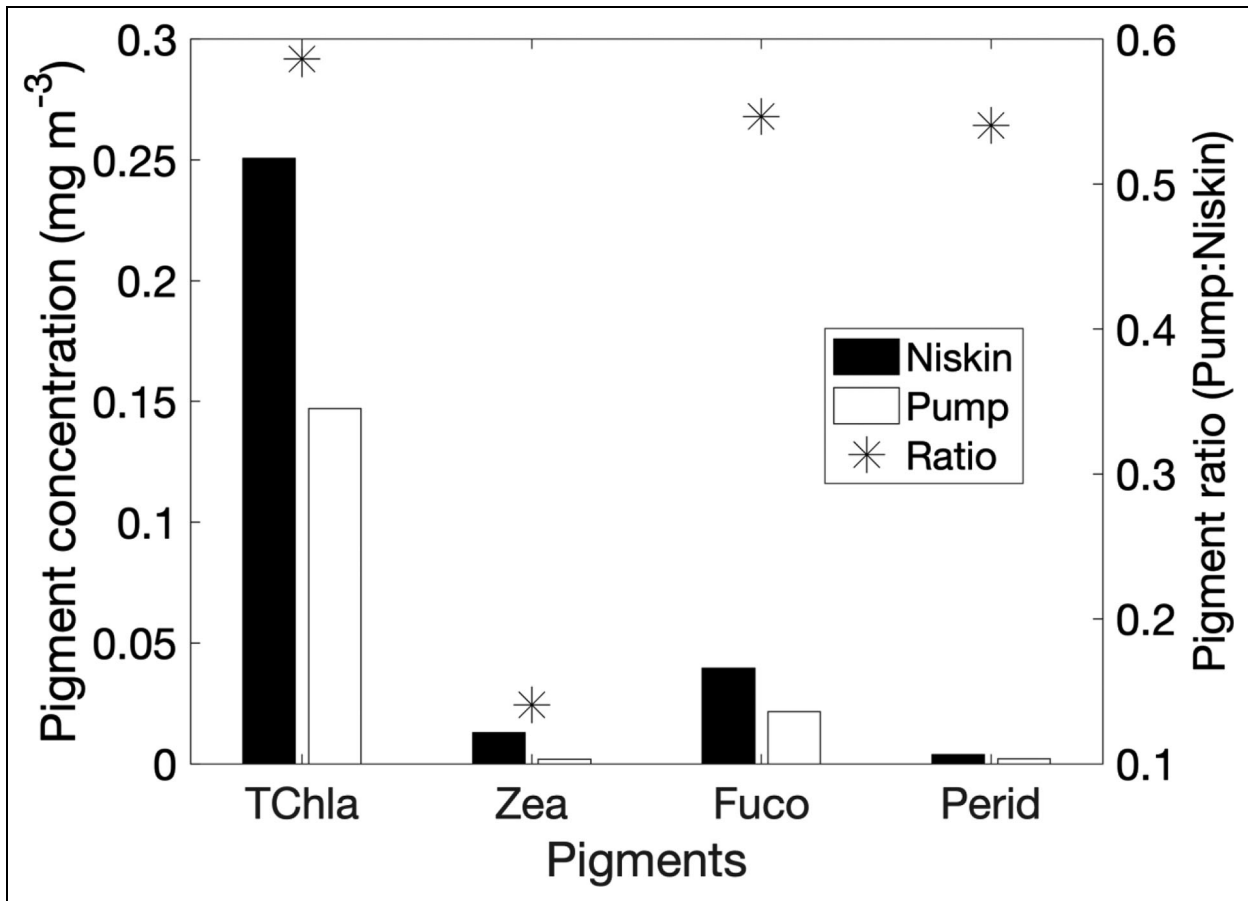 Pigment concentration (mg m⁻³)
0.3
0.25
0.2
0.15
0.1
0.05
0
0.6
0.5
0.4
0.3
0.2
0.1
Pigment ratio (Pump:Niskin)
Niskin
Pump
Ratio
TChla Zea Fuco Perid
Pigments